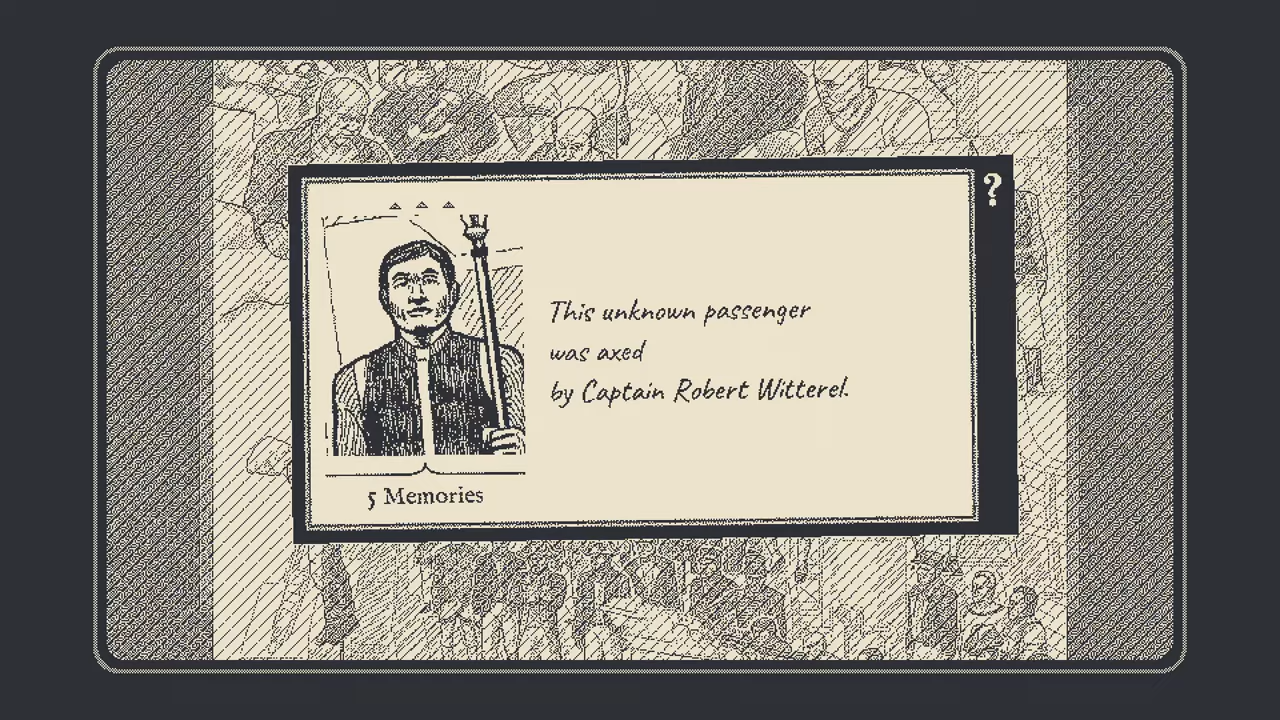 ?
This unknown passenger
was axed
by Captain Robert Witterel.
5 Memories